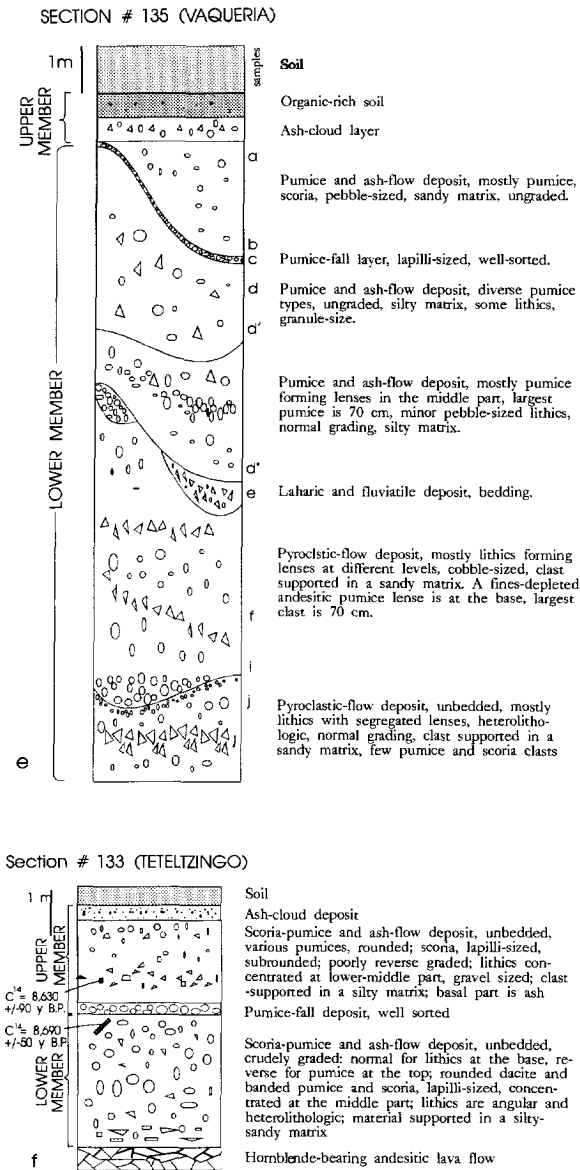 SECTION # 135 (VAQUERIA)
1m
samples
Soil
UPPER
MEMBER
Organic-rich soil
Ash-cloud layer
a
Pumice and ash-flow deposit, mostly pumice,
scoria, pebble-sized, sandy matrix, ungraded.
b
c
Pumice-fall layer, lapilli-sized, well-sorted.
d
Pumice and ash-flow deposit, diverse pumice
types, ungraded, silty matrix, some lithics,
granule-size.
d'
LOWER MEMBER
Pumice and ash-flow deposit, mostly pumice
forming lenses in the middle part, largest
pumice is 70 cm, minor pebble-sized lithics,
normal grading, silty matrix.
d"
e
Laharic and fluviatile deposit, bedding.
Pyroclstic-flow deposit, mostly lithics forming
lenses at different levels, cobble-sized, clast
supported in a sandy matrix. A fines-depleted
andesitic pumice lense is at the base, largest
clast is 70 cm.
f
i
j
Pyroclastic-flow deposit, unbedded, mostly
lithics with segregated lenses, heterolitho-
logic, normal grading, clast supported in a
sandy matrix, few pumice and scoria clasts
j
e
Section # 133 (TETELTZINGO)
1 m
Soil
Ash-cloud deposit
UPPER
MEMBER
Scoria-pumice and ash-flow deposit, unbedded,
various pumices, rounded; scoria, lapilli-sized,
subrounded; poorly reverse graded; lithics con-
centrated at lower-middle part, gravel sized; clast
-supported in a silty matrix; basal part is ash
C14= 8,630
+/-90 y B.P.
Pumice-fall deposit, well sorted
C14= 8,690
+/-50 y B.P.
LOWER
MEMBER
Scoria-pumice and ash-flow deposit, unbedded,
crudely graded: normal for lithics at the base, re-
verse for pumice at the top; rounded dacite and
banded pumice and scoria, lapilli-sized, concen-
trated at the middle part; lithics are angular and
heterolithologic; material supported in a silty-
sandy matrix
f
Hornblende-bearing andesitic lava flow